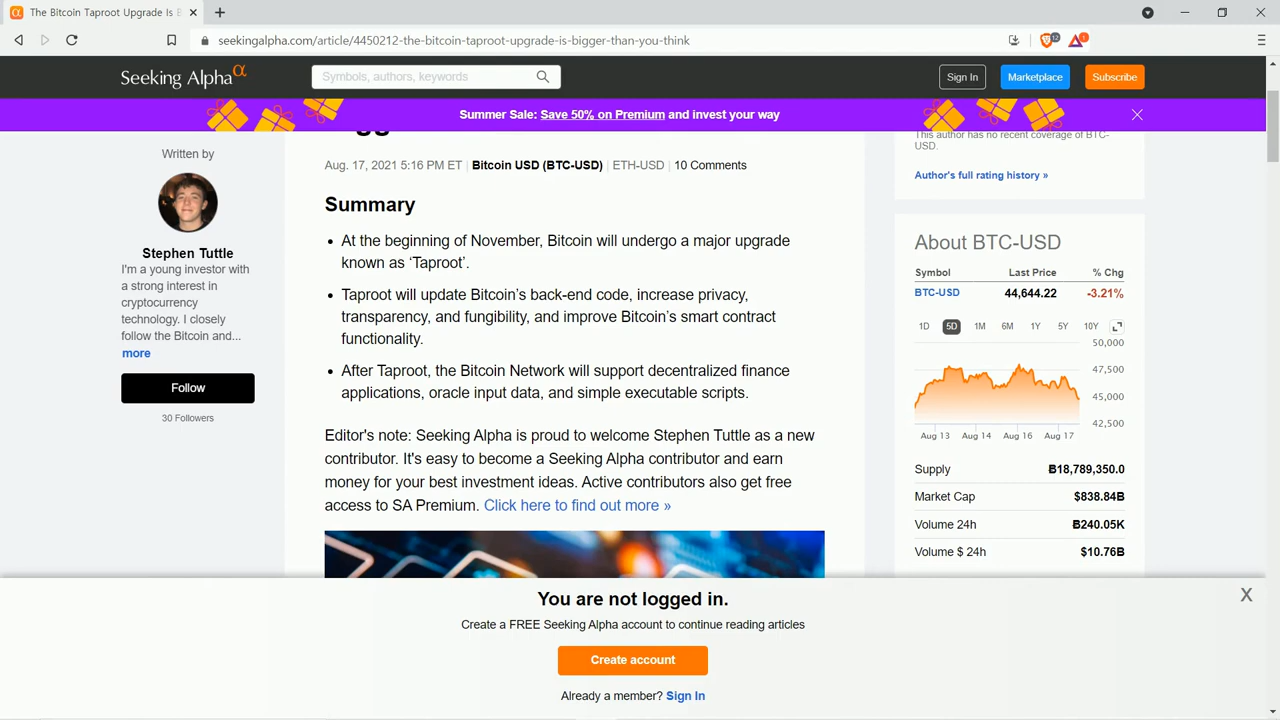 The Bitcoin Taproot Upgrade Is B
seekingalpha.com/article/4450212-the-bitcoin-taproot-upgrade-is-bigger-than-you-think
12
1
Seeking Alpha α
Symbols, authors, keywords
Sign In
Marketplace
Subscribe
Summer Sale: Save 50% on Premium and invest your way
Written by
Stephen Tuttle
I'm a young investor with
a strong interest in
cryptocurrency
technology. I closely
follow the Bitcoin and...
more
Follow
30 Followers
Aug. 17, 2021 5:16 PM ET | Bitcoin USD (BTC-USD) | ETH-USD | 10 Comments
Summary
• At the beginning of November, Bitcoin will undergo a major upgrade
known as ‘Taproot’.
• Taproot will update Bitcoin’s back-end code, increase privacy,
transparency, and fungibility, and improve Bitcoin’s smart contract
functionality.
• After Taproot, the Bitcoin Network will support decentralized finance
applications, oracle input data, and simple executable scripts.
Editor's note: Seeking Alpha is proud to welcome Stephen Tuttle as a new
contributor. It's easy to become a Seeking Alpha contributor and earn
money for your best investment ideas. Active contributors also get free
access to SA Premium. Click here to find out more »
This author has no recent coverage of BTC-
USD.
Author's full rating history »
About BTC-USD
Symbol Last Price % Chg
BTC-USD 44,644.22 -3.21%
1D 5D 1M 6M 1Y 5Y 10Y
50,000
47,500
45,000
42,500
Aug 13 Aug 14 Aug 16 Aug 17
Supply Ƀ18,789,350.0
Market Cap $838.84B
Volume 24h Ƀ240.05K
Volume $ 24h $10.76B
You are not logged in.
X
Create a FREE Seeking Alpha account to continue reading articles
Create account
Already a member? Sign In